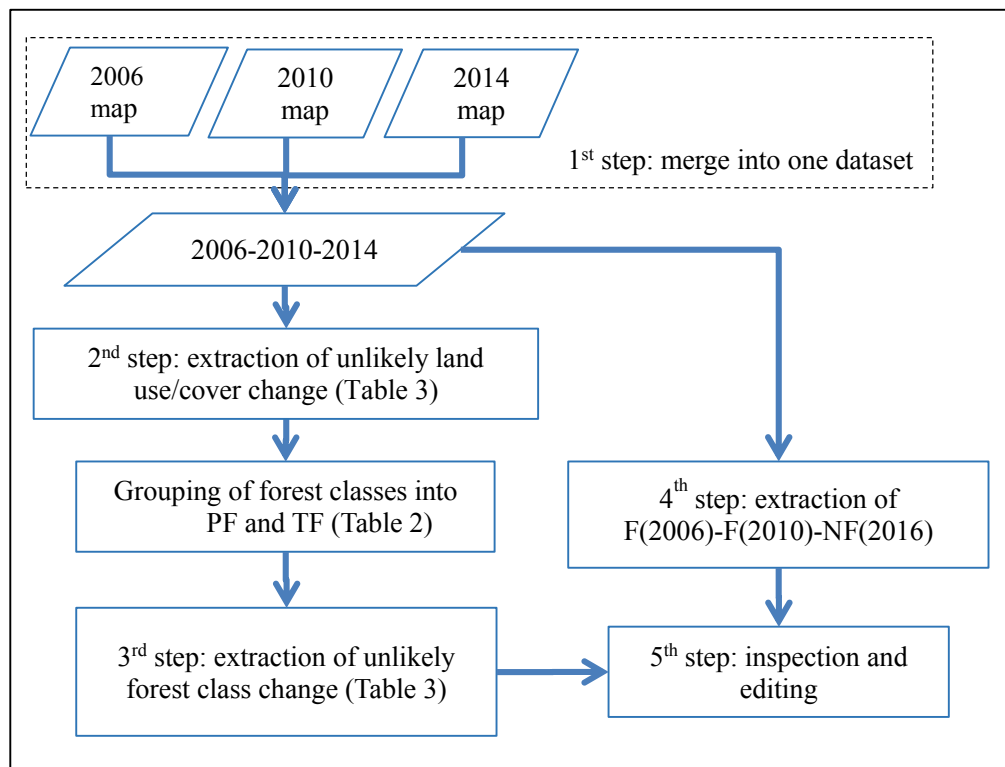 2006
map
2010
map
2014
map
1st step: merge into one dataset
2006-2010-2014
2nd step: extraction of unlikely land
use/cover change (Table 3)
Grouping of forest classes into
PF and TF (Table 2)
4th step: extraction of
F(2006)-F(2010)-NF(2016)
3rd step: extraction of unlikely
forest class change (Table 3)
5th step: inspection and
editing